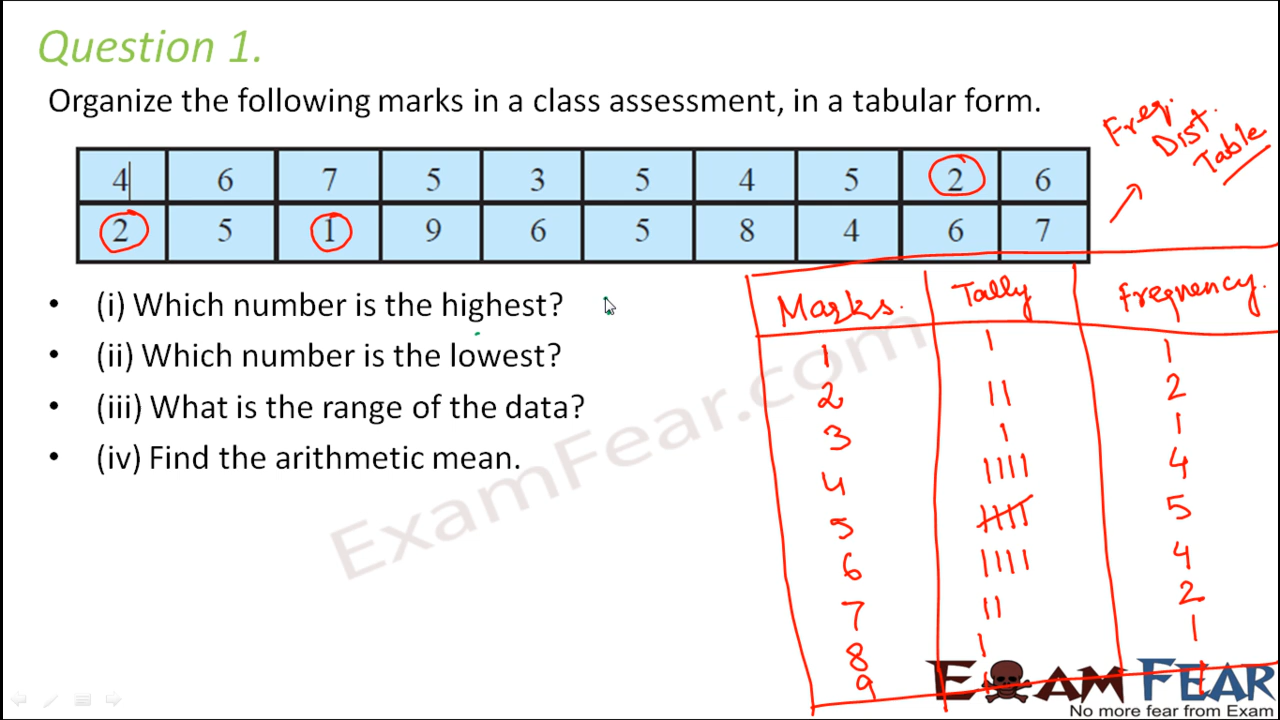 Question 1.
Organize the following marks in a class assessment, in a tabular form.
Freq.
Dist.
Table
4 6 7 5 3 5 4 5 2 6
2 5 1 9 6 5 8 4 6 7
• (i) Which number is the highest?
• (ii) Which number is the lowest?
• (iii) What is the range of the data?
• (iv) Find the arithmetic mean.
Marks. Tally Frequency.
1 | 1
2 || 2
3 | 1
4 |||| 4
5 𝍸 5
6 |||| 4
7 || 2
8 | 1
9 | 1
ExamFear.com
EXAM FEAR
No more fear from Exam